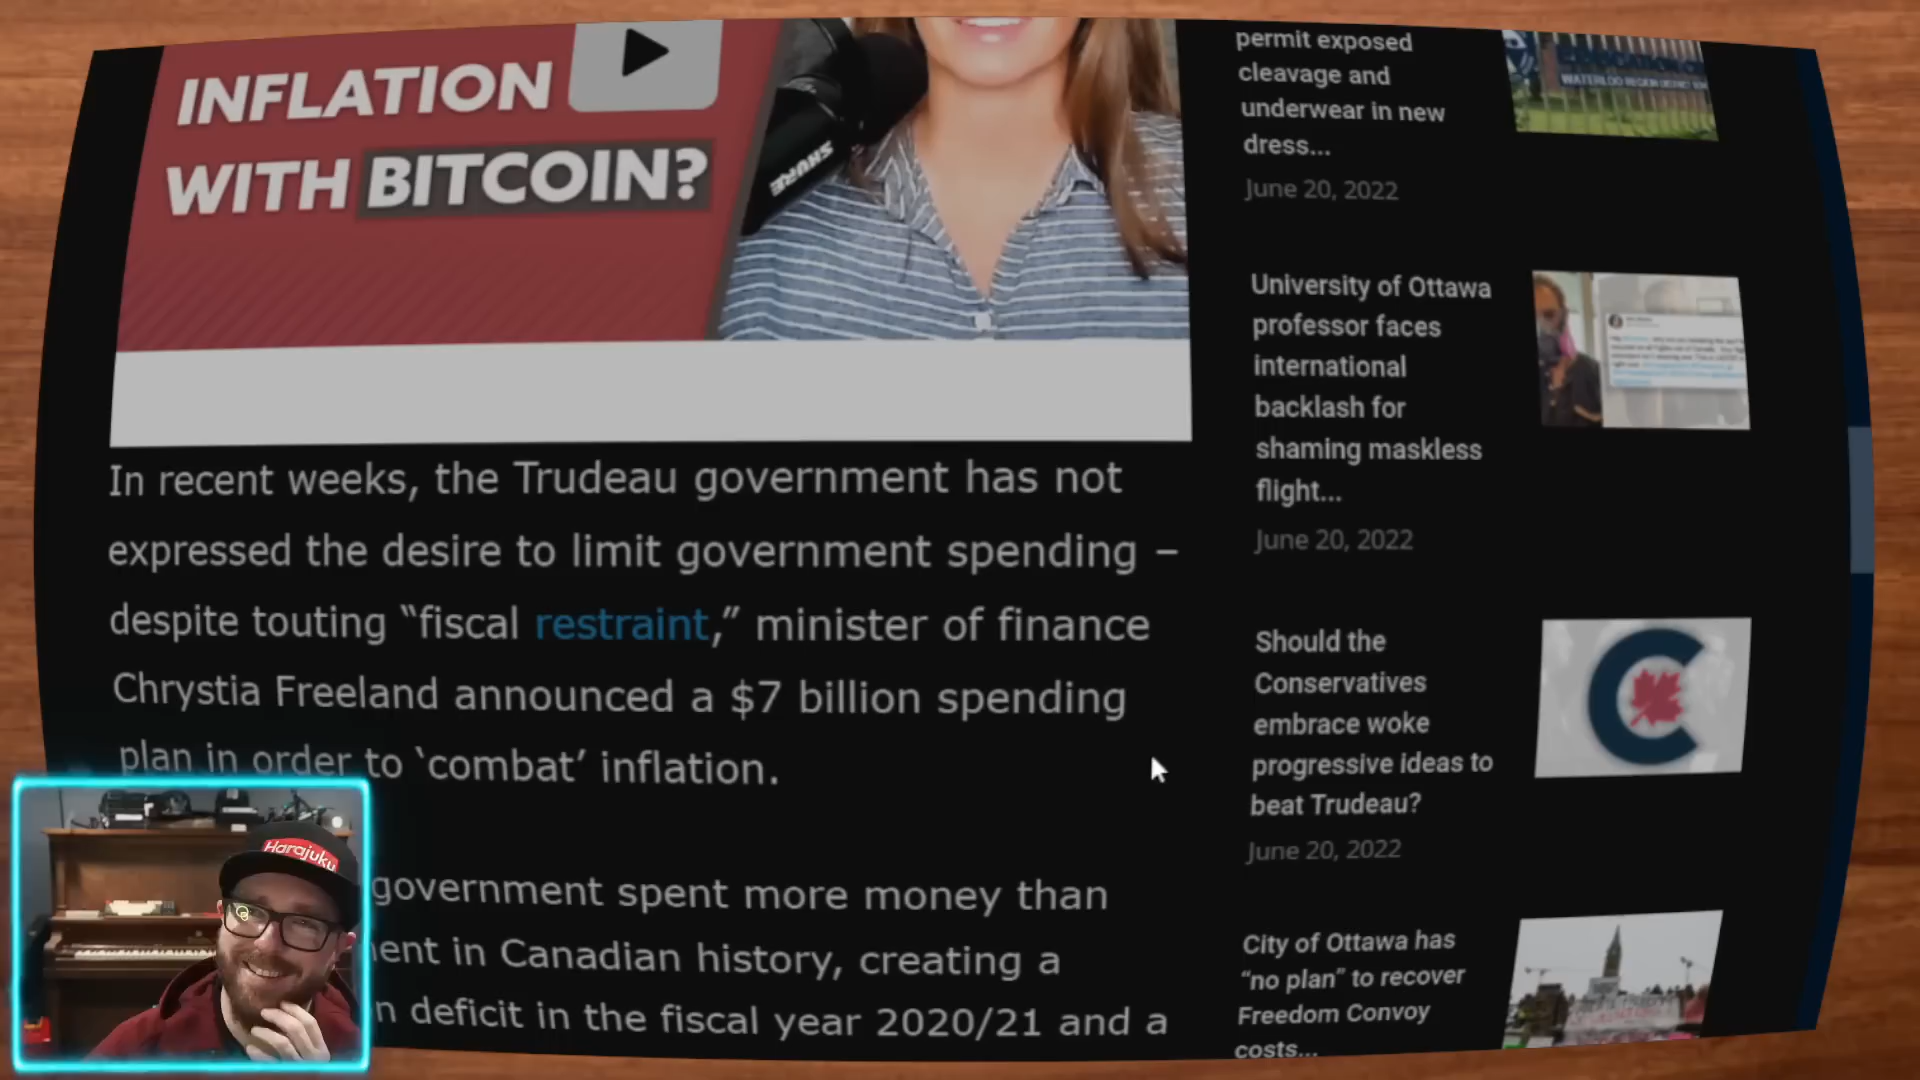 INFLATION
WITH BITCOIN?
SHURE
In recent weeks, the Trudeau government has not
expressed the desire to limit government spending –
despite touting “fiscal restraint,” minister of finance
Chrystia Freeland announced a $7 billion spending
plan in order to ‘combat’ inflation.
government spent more money than
in Canadian history, creating a
deficit in the fiscal year 2020/21 and a
permit exposed
cleavage and
underwear in new
dress...
June 20, 2022
WATERLOO REGION DISTRICT
University of Ottawa
professor faces
international
backlash for
shaming maskless
flight...
June 20, 2022
Should the
Conservatives
embrace woke
progressive ideas to
beat Trudeau?
June 20, 2022
City of Ottawa has
“no plan” to recover
Freedom Convoy
costs...
Harajuku